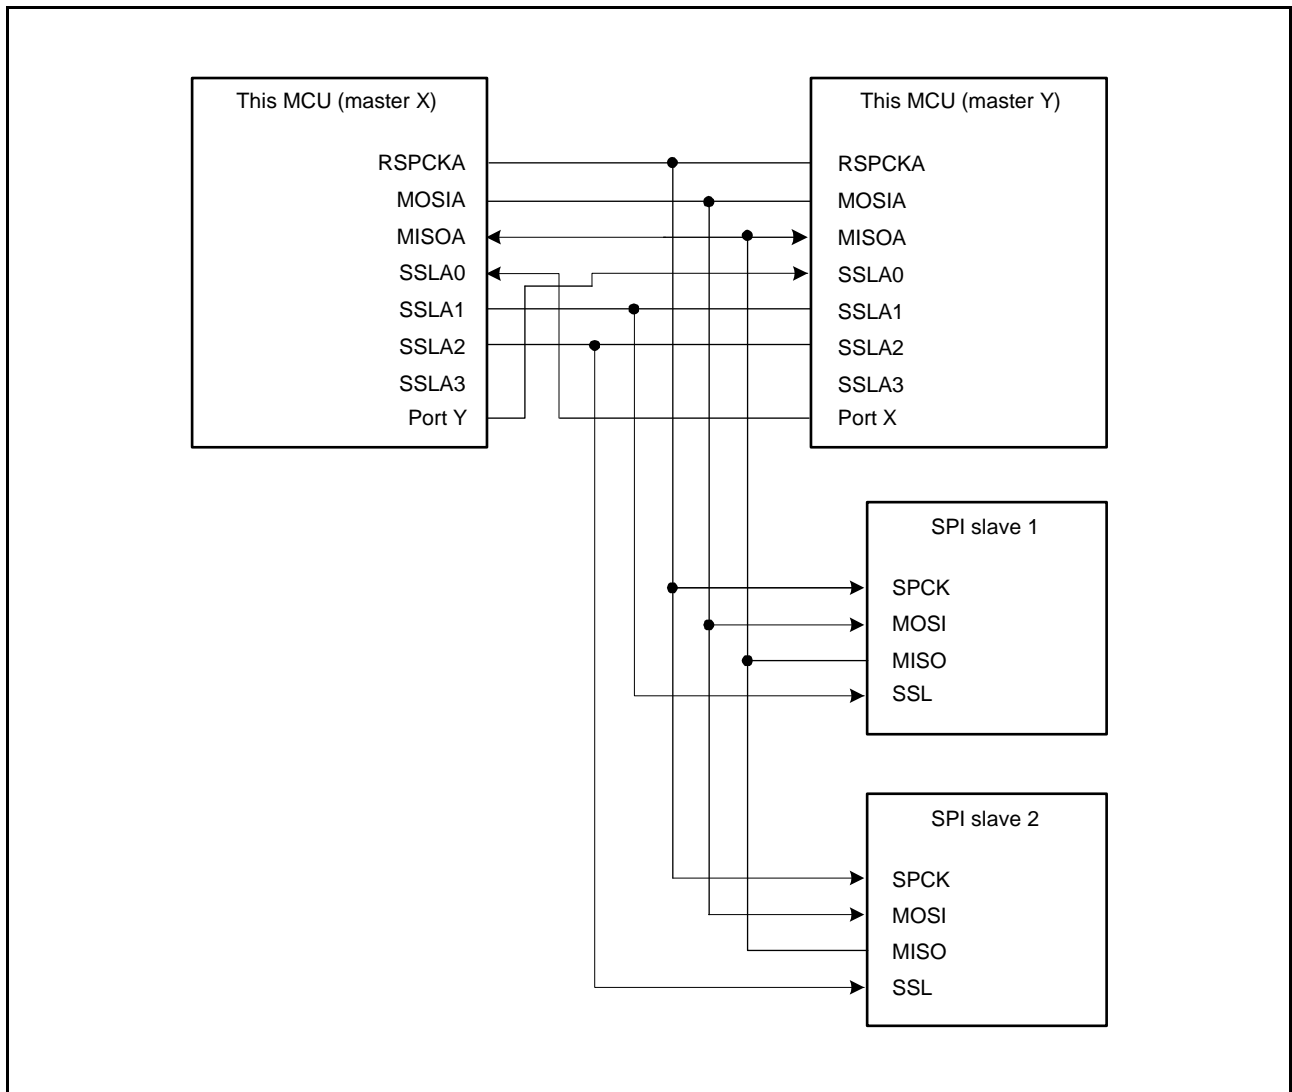 This MCU (master X)
RSPCKA
MOSIA
MISOA
SSLA0
SSLA1
SSLA2
SSLA3
Port Y
This MCU (master Y)
RSPCKA
MOSIA
MISOA
SSLA0
SSLA1
SSLA2
SSLA3
Port X
SPI slave 1
SPCK
MOSI
MISO
SSL
SPI slave 2
SPCK
MOSI
MISO
SSL